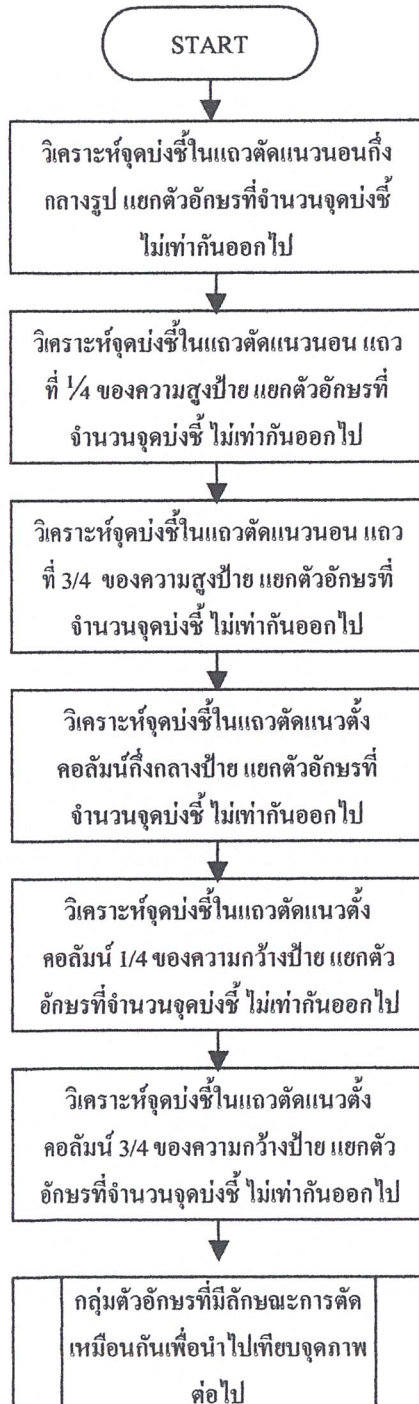 START
วิเคราะห์จุดบ่งชี้ในแถวตัดแนวนอนกึ่ง
กลางรูป แยกตัวอักษรที่จำนวนจุดบ่งชี้
ไม่เท่ากันออกไป
วิเคราะห์จุดบ่งชี้ในแถวตัดแนวนอน แถว
ที่ ¼ ของความสูงป้าย แยกตัวอักษรที่
จำนวนจุดบ่งชี้ ไม่เท่ากันออกไป
วิเคราะห์จุดบ่งชี้ในแถวตัดแนวนอน แถว
ที่ 3/4 ของความสูงป้าย แยกตัวอักษรที่
จำนวนจุดบ่งชี้ ไม่เท่ากันออกไป
วิเคราะห์จุดบ่งชี้ในแถวตัดแนวตั้ง
คอลัมน์กึ่งกลางป้าย แยกตัวอักษรที่
จำนวนจุดบ่งชี้ ไม่เท่ากันออกไป
วิเคราะห์จุดบ่งชี้ในแถวตัดแนวตั้ง
คอลัมน์ 1/4 ของความกว้างป้าย แยกตัว
อักษรที่จำนวนจุดบ่งชี้ ไม่เท่ากันออกไป
วิเคราะห์จุดบ่งชี้ในแถวตัดแนวตั้ง
คอลัมน์ 3/4 ของความกว้างป้าย แยกตัว
อักษรที่จำนวนจุดบ่งชี้ ไม่เท่ากันออกไป
กลุ่มตัวอักษรที่มีลักษณะการตัด
เหมือนกันเพื่อนำไปเทียบจุดภาพ
ต่อไป